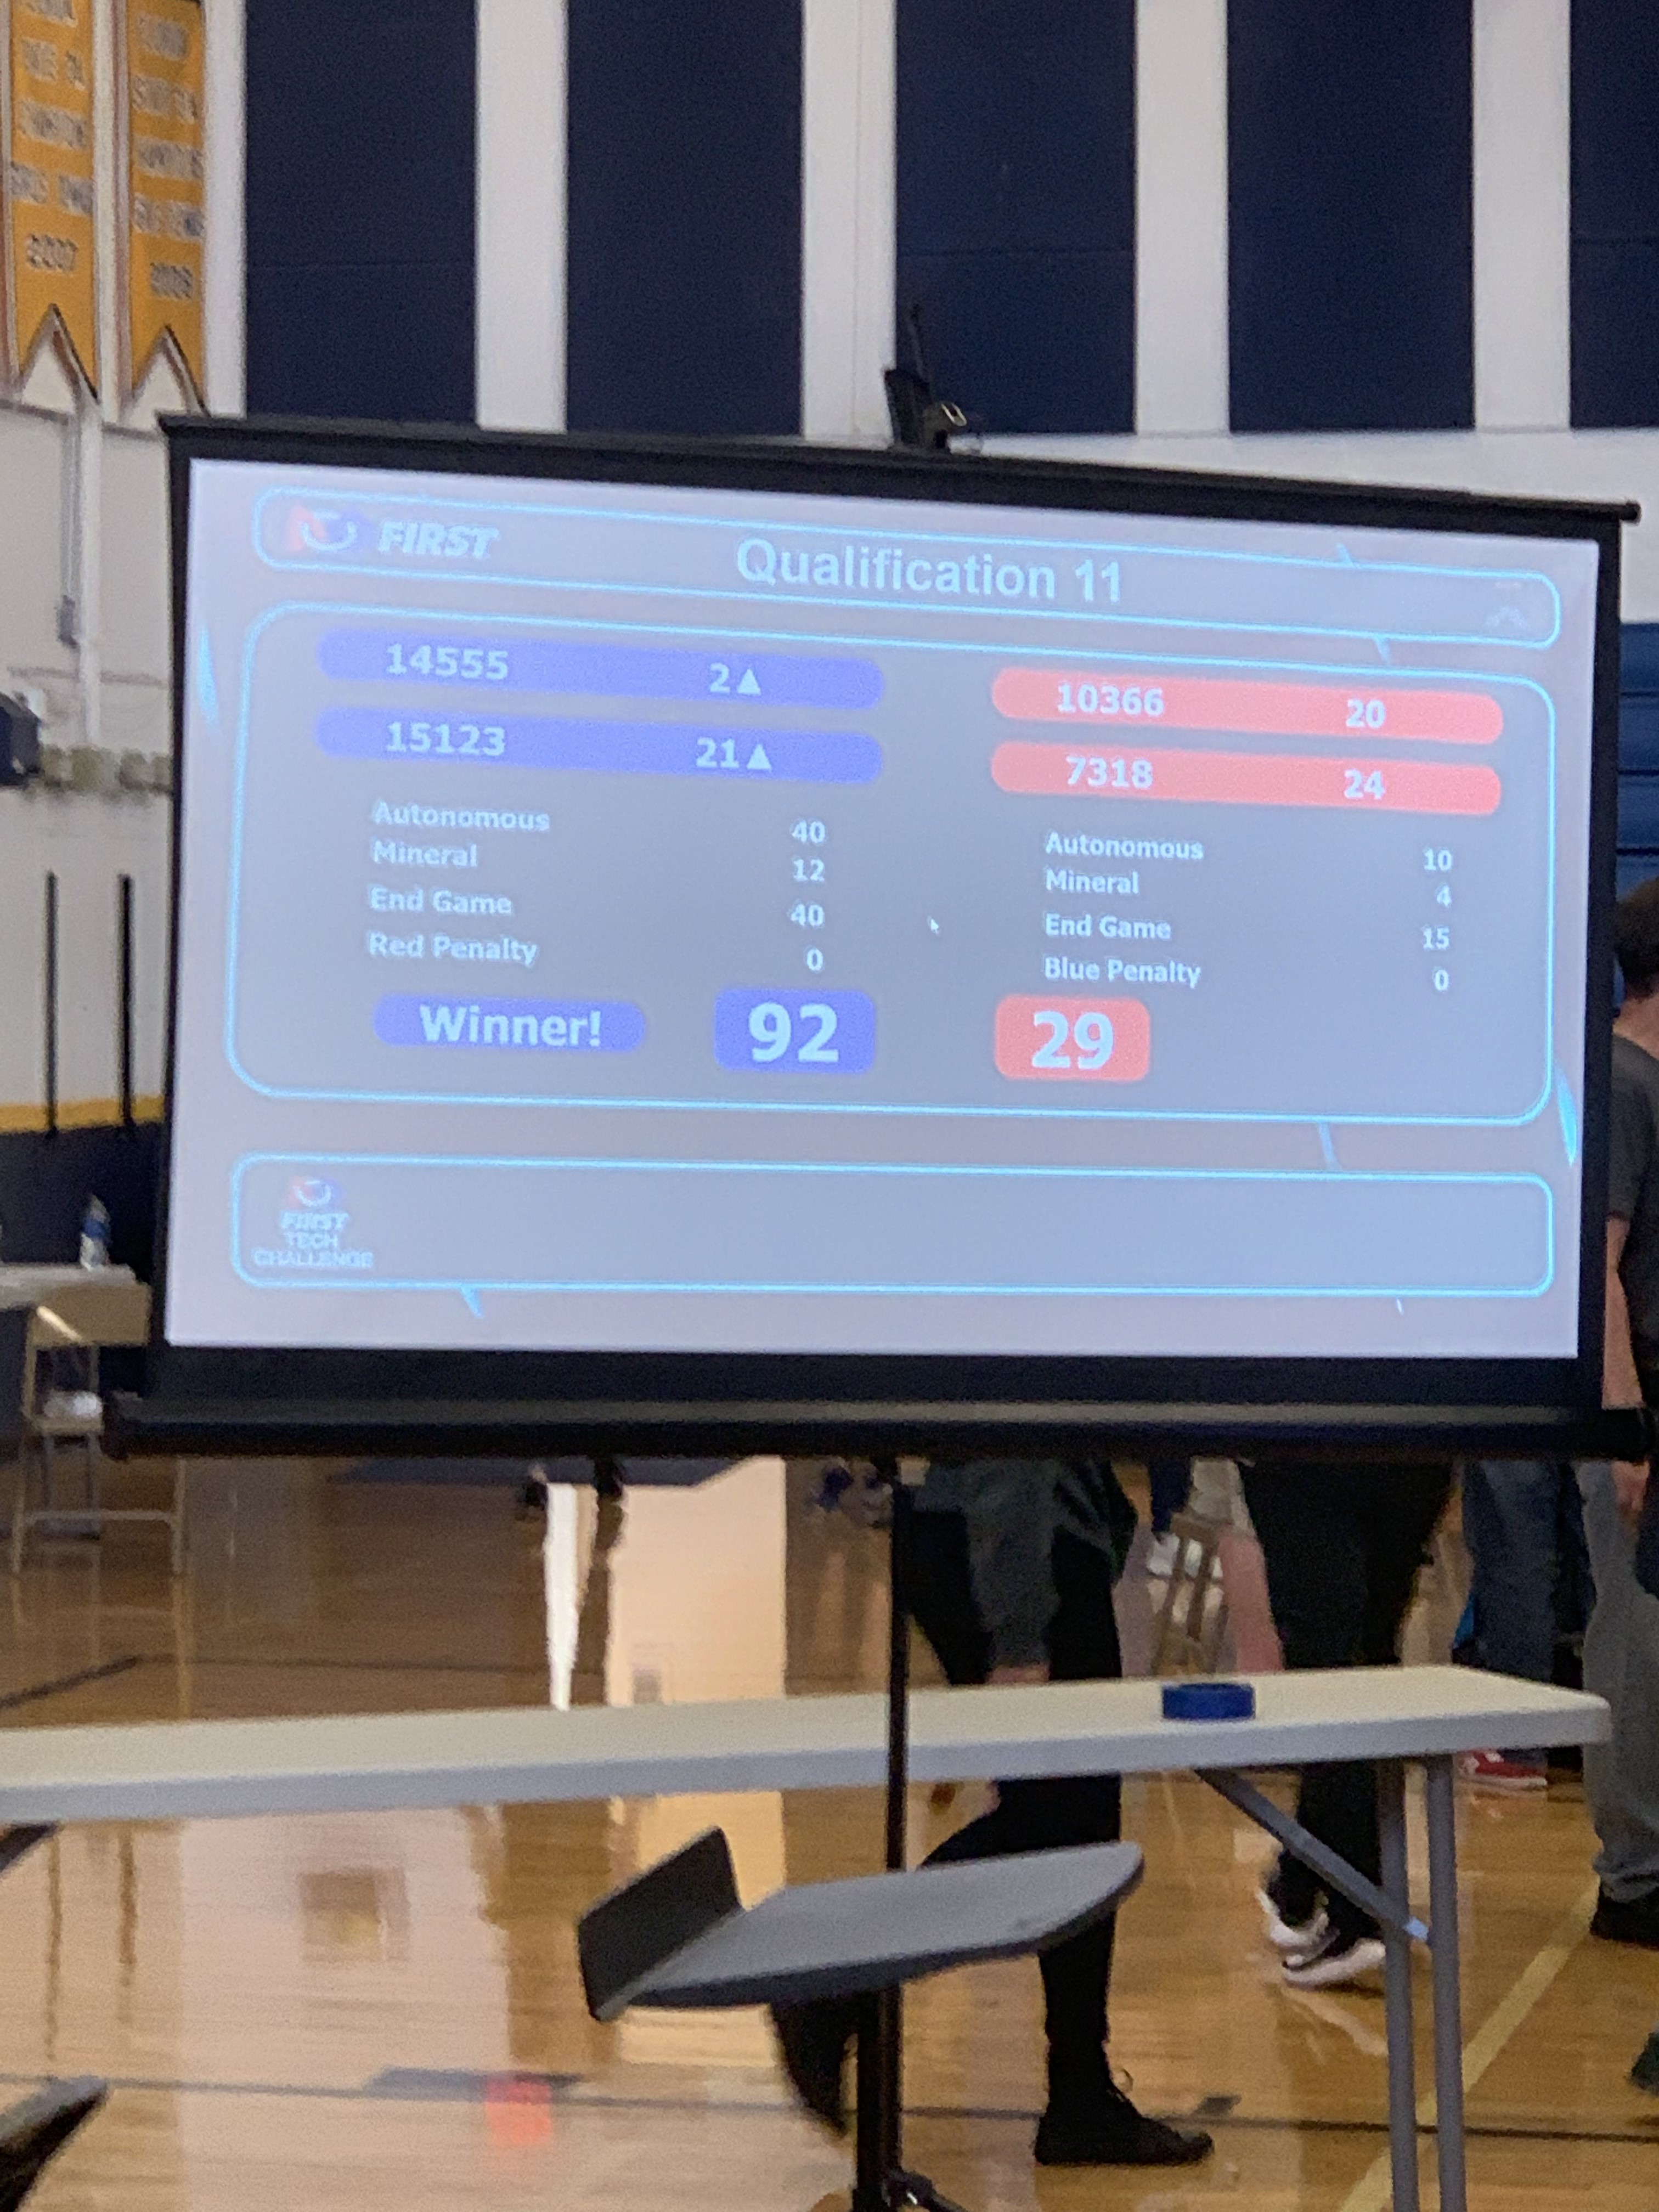 2007
2008
FIRST
Qualification 11
14555 2▲
15123 21▲
Autonomous 40
Mineral 12
End Game 40
Red Penalty 0
Winner! 92
10366 20
7318 24
Autonomous 10
Mineral 4
End Game 15
Blue Penalty 0
29
FIRST
TECH
CHALLENGE